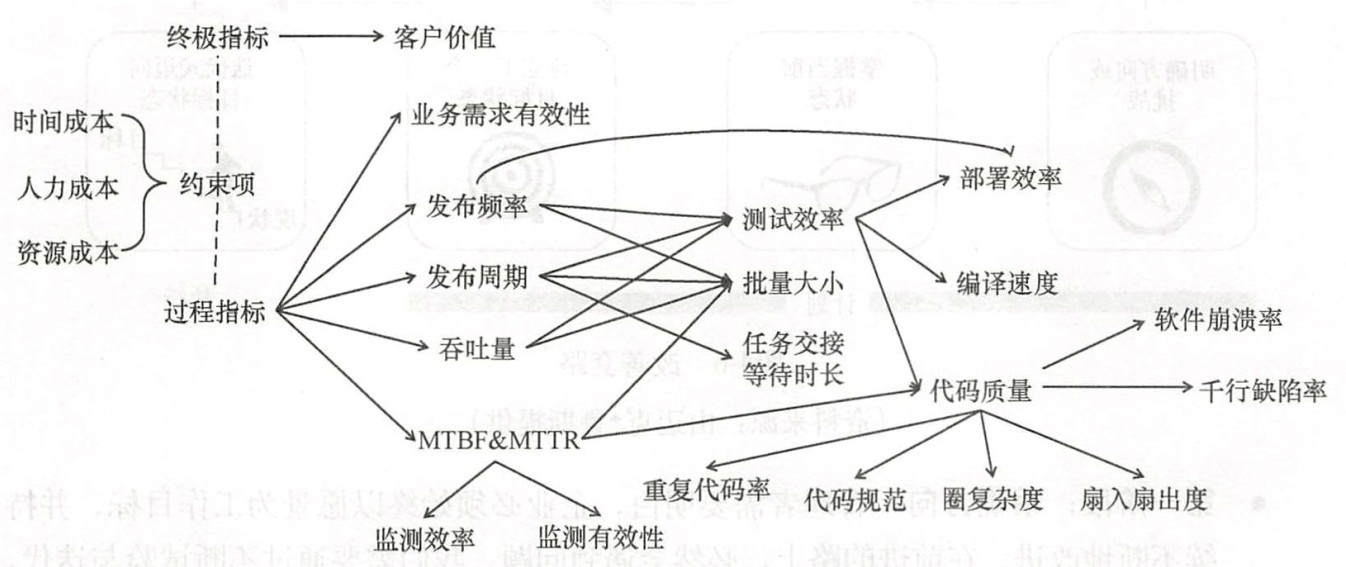 终极指标
客户价值
时间成本
人力成本
资源成本
约束项
过程指标
业务需求有效性
发布频率
发布周期
吞吐量
MTBF&MTTR
监测效率
监测有效性
测试效率
批量大小
任务交接
等待时长
部署效率
编译速度
代码质量
软件崩溃率
千行缺陷率
重复代码率
代码规范
圈复杂度
扇入扇出度